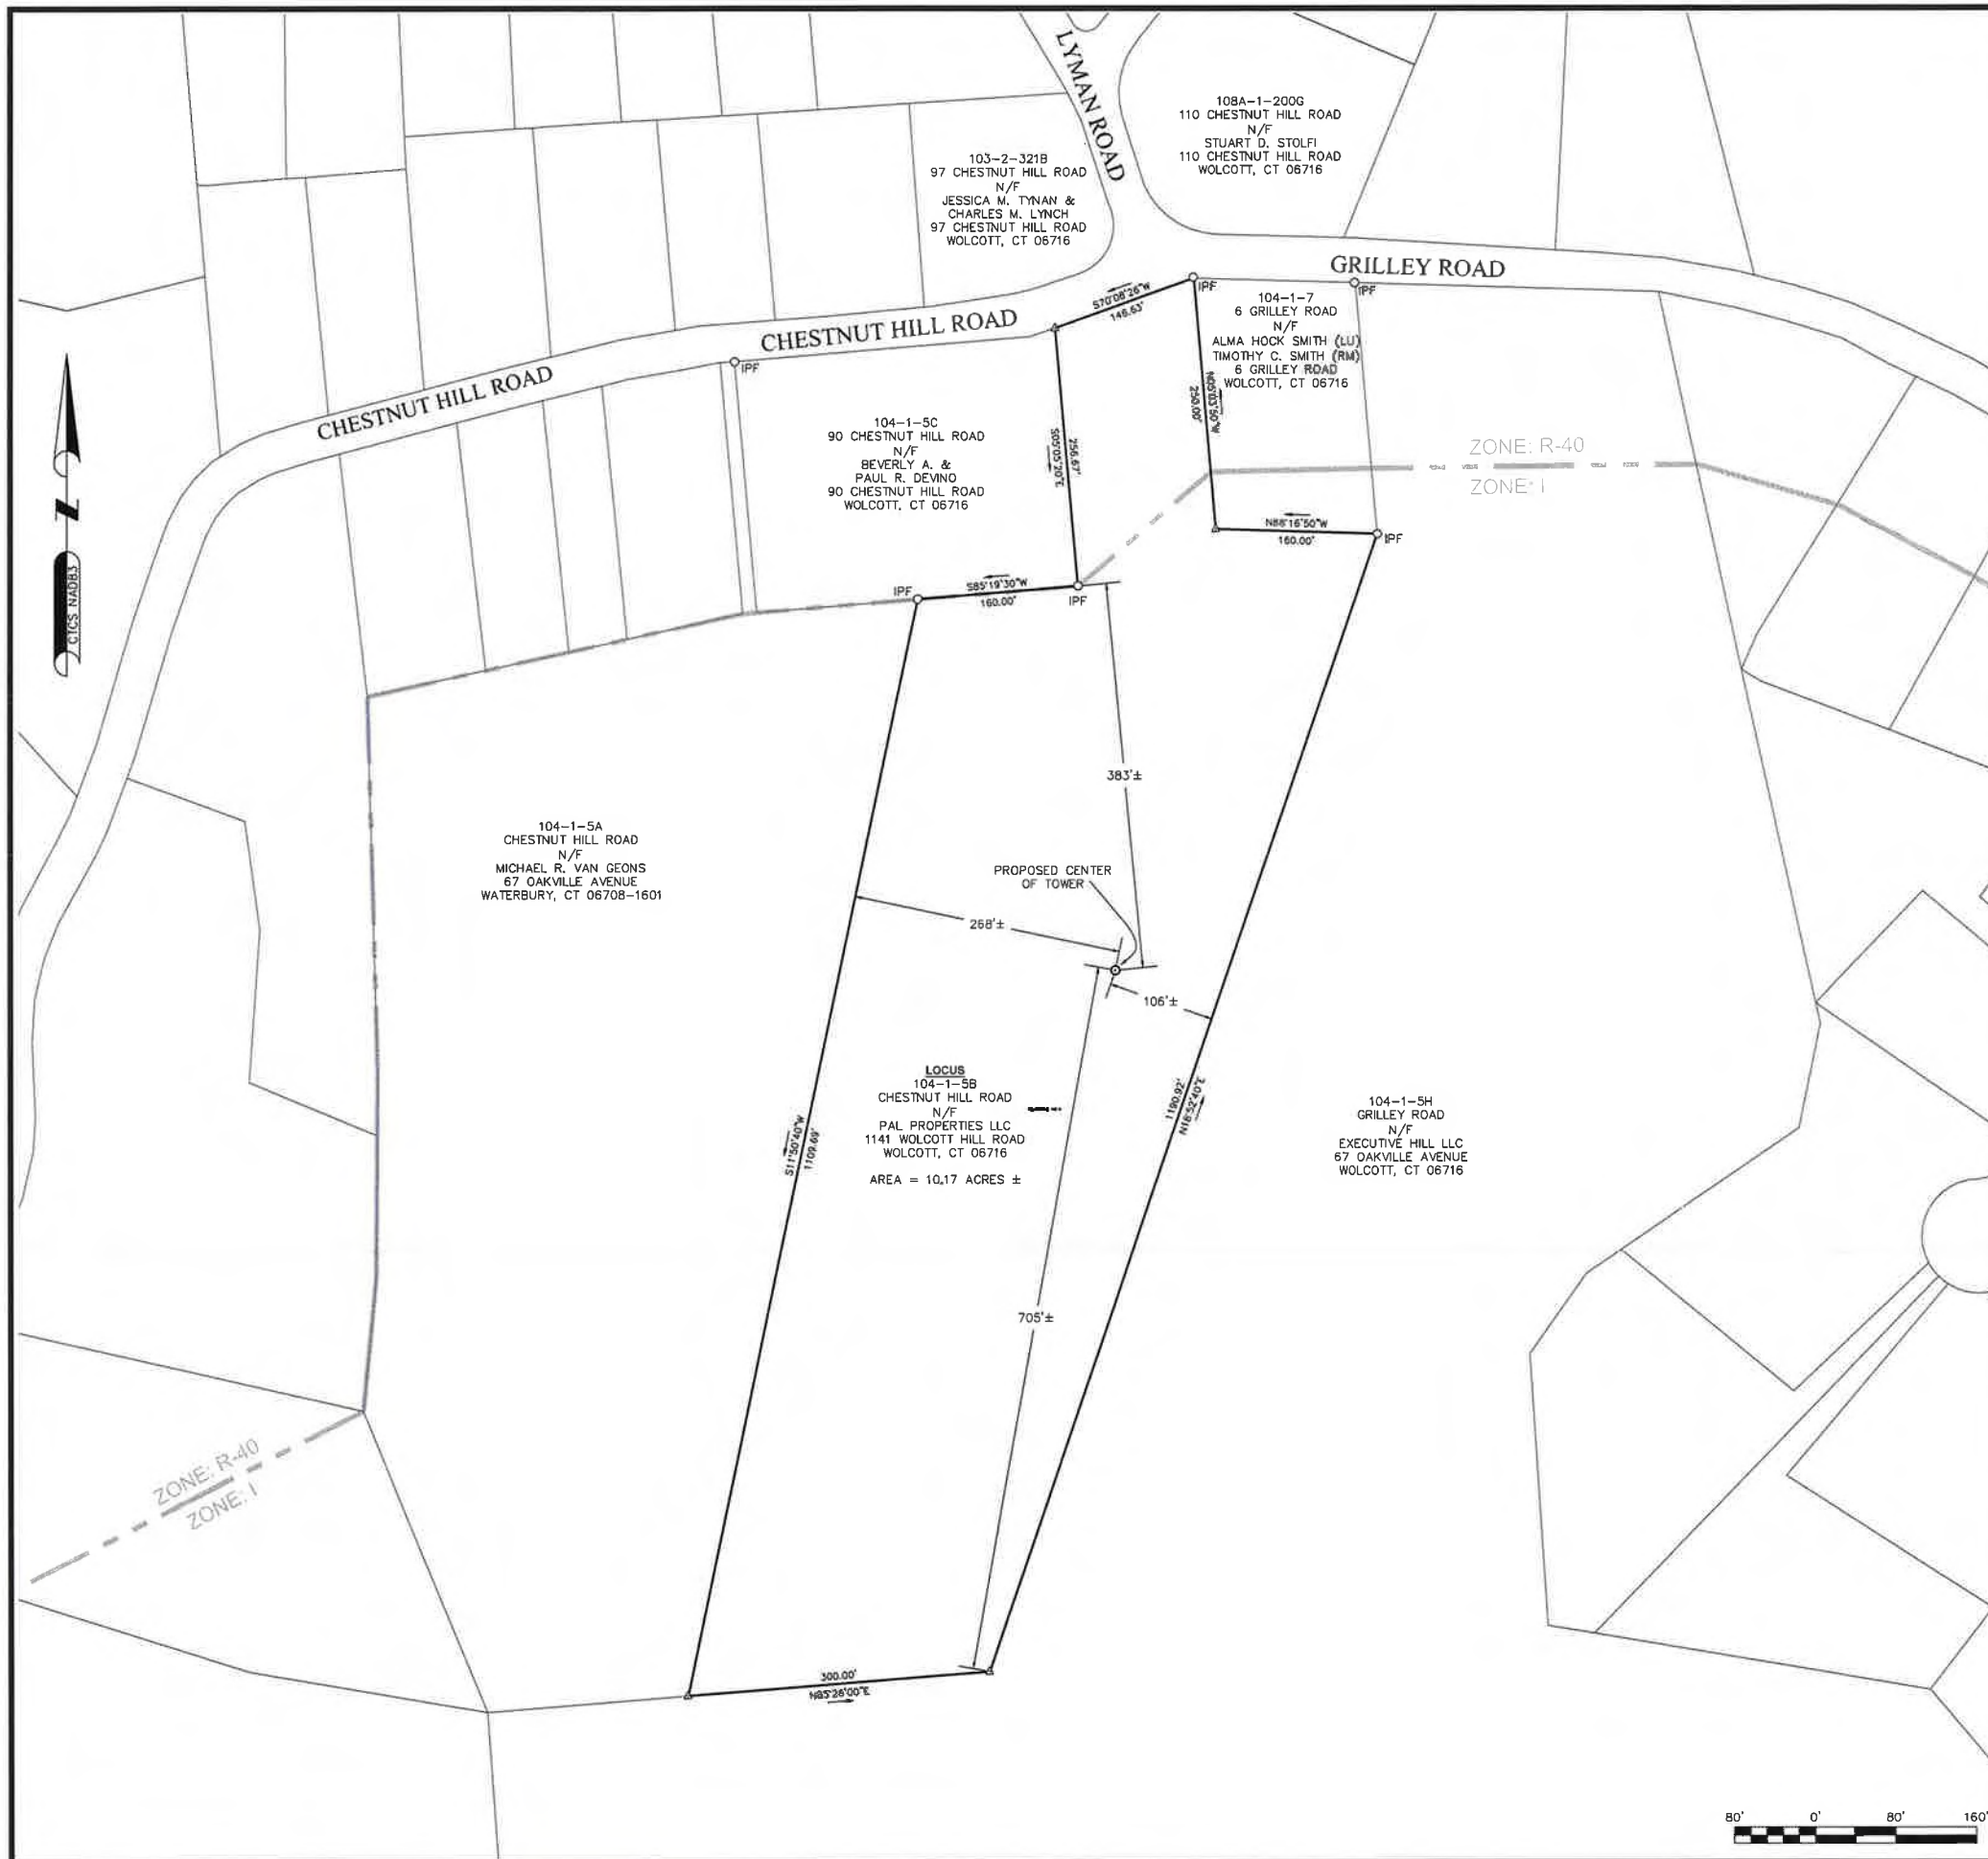 LYMAN ROAD
108A-1-200G
110 CHESTNUT HILL ROAD
N/F
STUART D. STOLFI
110 CHESTNUT HILL ROAD
WOLCOTT, CT 06716
103-2-321B
97 CHESTNUT HILL ROAD
N/F
JESSICA M. TYNAN &
CHARLES M. LYNCH
97 CHESTNUT HILL ROAD
WOLCOTT, CT 06716
GRILLEY ROAD
IPF
IPF
S70°08'26"W
146.63'
104-1-7
6 GRILLEY ROAD
N/F
ALMA HOCK SMITH (LU)
TIMOTHY C. SMITH (RM)
6 GRILLEY ROAD
WOLCOTT, CT 06716
CHESTNUT HILL ROAD
IPF
CHESTNUT HILL ROAD
N05°03'50"W
250.00'
104-1-5C
90 CHESTNUT HILL ROAD
N/F
BEVERLY A. &
PAUL R. DEVINO
90 CHESTNUT HILL ROAD
WOLCOTT, CT 06716
256.67'
S05°05'20"E
ZONE: R-40
ZONE: I
N88°16'50"W
160.00'
IPF
N
CTCS NAD83
IPF
S85°19'30"W
160.00'
IPF
383'±
104-1-5A
CHESTNUT HILL ROAD
N/F
MICHAEL R. VAN GEONS
67 OAKVILLE AVENUE
WATERBURY, CT 06708-1601
PROPOSED CENTER
OF TOWER
268'±
106'±
LOCUS
104-1-5B
CHESTNUT HILL ROAD
N/F
PAL PROPERTIES LLC
1141 WOLCOTT HILL ROAD
WOLCOTT, CT 06716
AREA = 10.17 ACRES ±
S11°50'40"W
1109.69'
1190.92'
N18°52'40"E
104-1-5H
GRILLEY ROAD
N/F
EXECUTIVE HILL LLC
67 OAKVILLE AVENUE
WOLCOTT, CT 06716
705'±
ZONE: R-40
ZONE: I
300.00'
N85°26'00"E
80' 0' 80' 160'